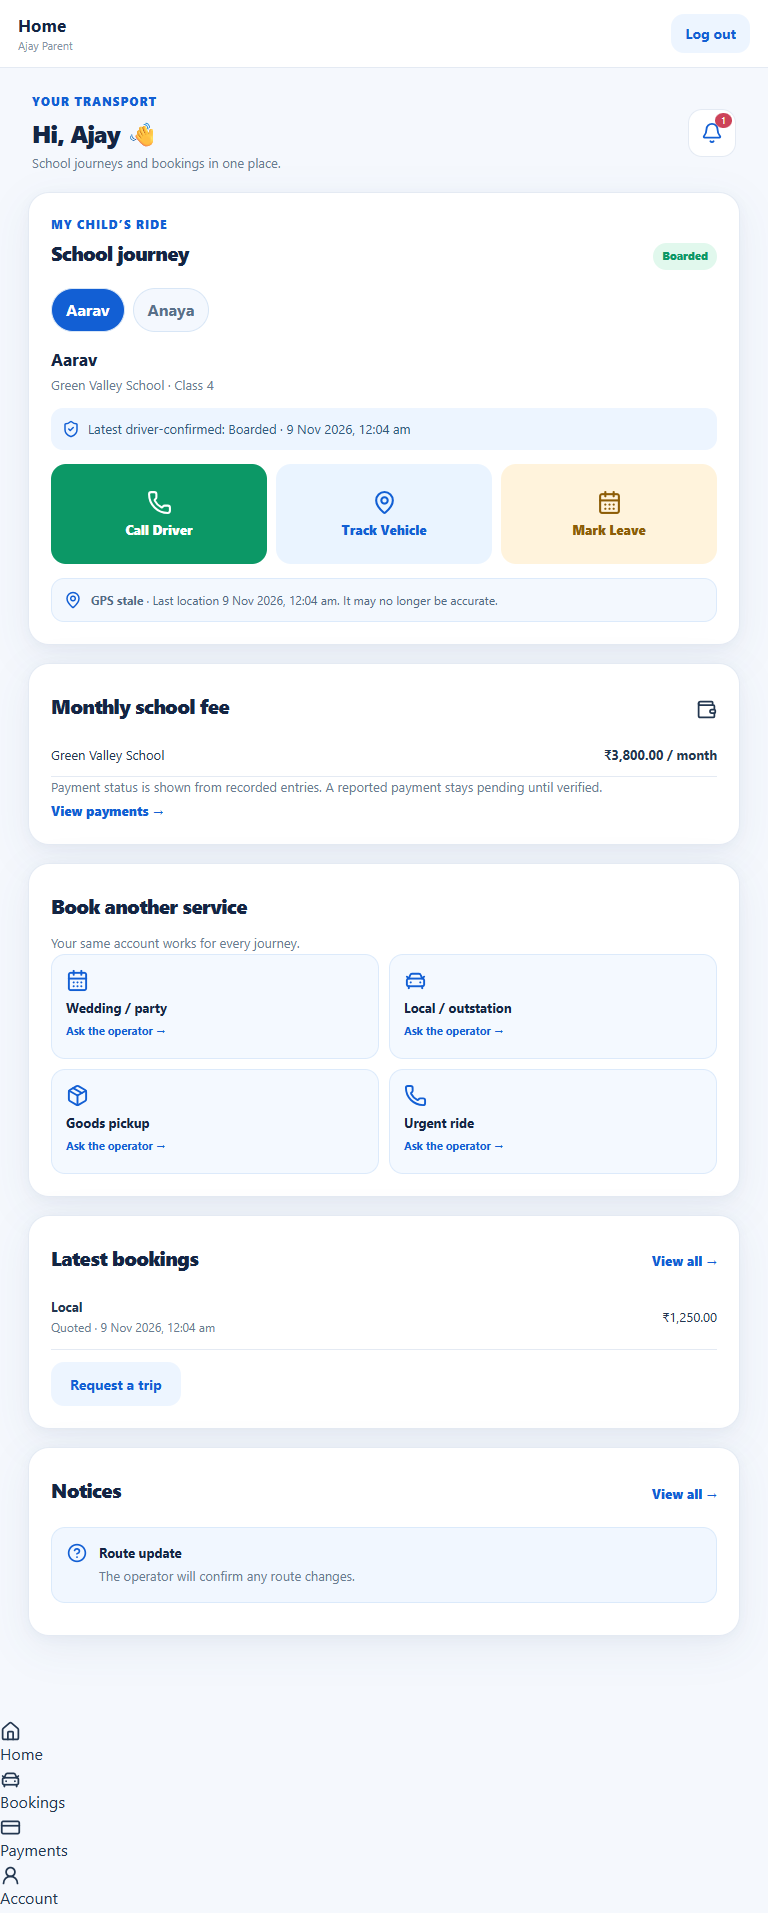 Home
Ajay Parent
Log out
YOUR TRANSPORT
Hi, Ajay 👋
1
School journeys and bookings in one place.
MY CHILD'S RIDE
School journey
Boarded
Aarav
Anaya
Aarav
Green Valley School · Class 4
Latest driver-confirmed: Boarded · 9 Nov 2026, 12:04 am
Call Driver
Track Vehicle
Mark Leave
GPS stale · Last location 9 Nov 2026, 12:04 am. It may no longer be accurate.
Monthly school fee
Green Valley School
₹3,800.00 / month
Payment status is shown from recorded entries. A reported payment stays pending until verified.
View payments →
Book another service
Your same account works for every journey.
Wedding / party
Ask the operator →
Local / outstation
Ask the operator →
Goods pickup
Ask the operator →
Urgent ride
Ask the operator →
Latest bookings
View all →
Local
Quoted · 9 Nov 2026, 12:04 am
₹1,250.00
Request a trip
Notices
View all →
Route update
The operator will confirm any route changes.
Home
Bookings
Payments
Account